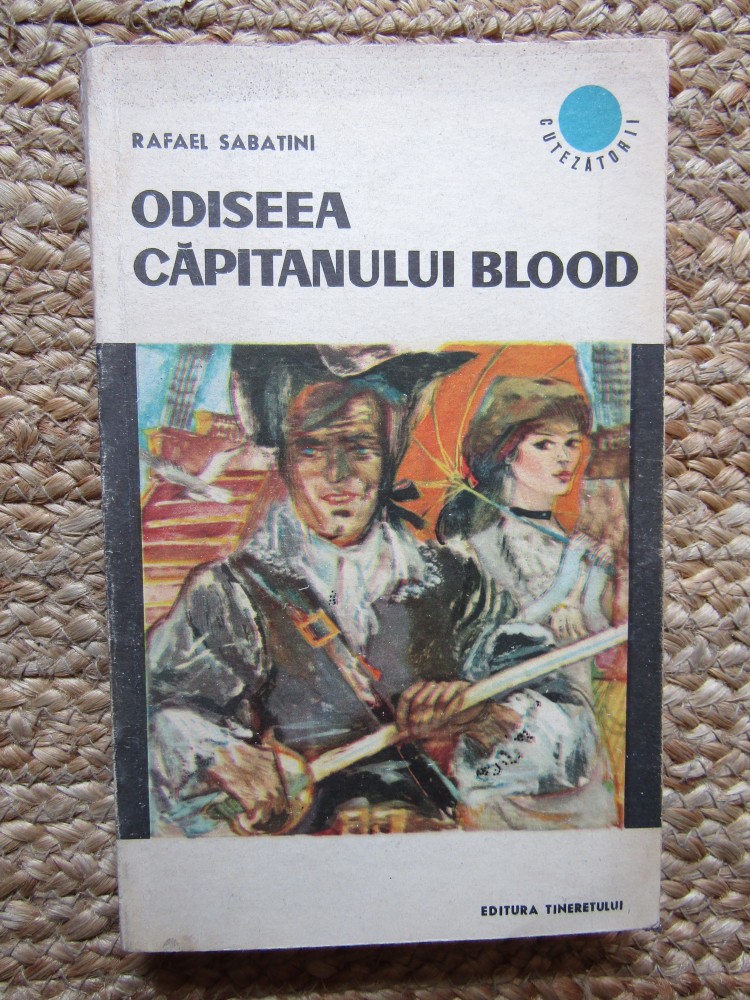 CUTEZĂTORII
RAFAEL SABATINI
ODISEEA
CĂPITANULUI BLOOD
EDITURA TINERETULUI